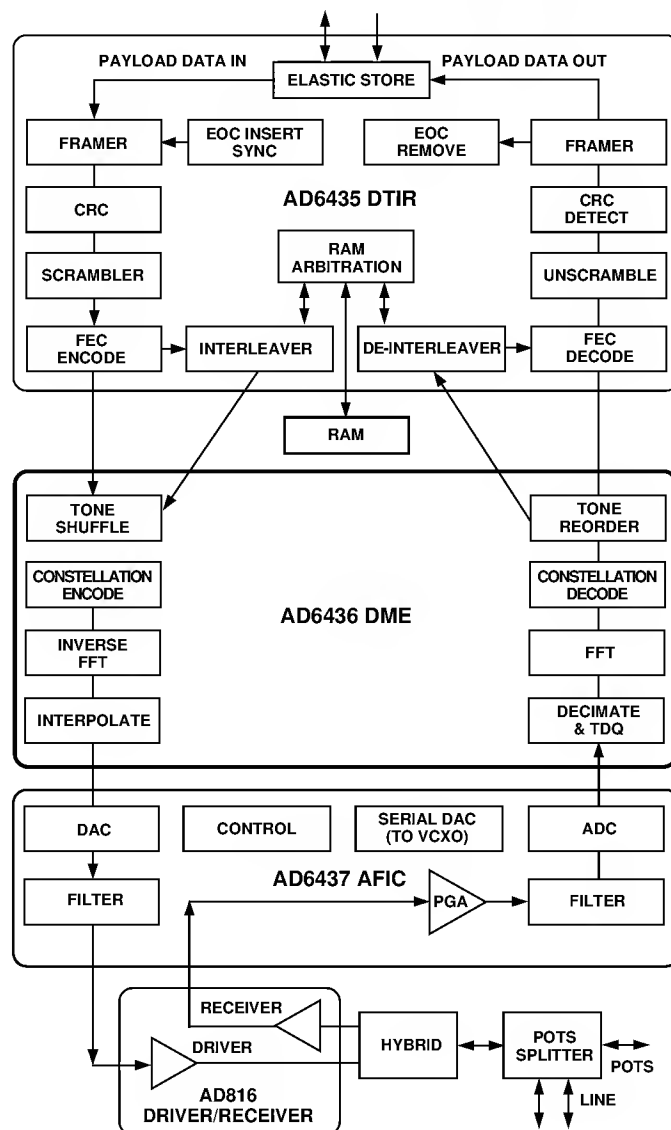 PAYLOAD DATA IN
PAYLOAD DATA OUT
ELASTIC STORE
FRAMER
EOC INSERT
SYNC
EOC
REMOVE
FRAMER
CRC
AD6435 DTIR
CRC
DETECT
SCRAMBLER
RAM
ARBITRATION
UNSCRAMBLE
FEC
ENCODE
INTERLEAVER
DE-INTERLEAVER
FEC
DECODE
RAM
TONE
SHUFFLE
TONE
REORDER
CONSTELLATION
ENCODE
CONSTELLATION
DECODE
AD6436 DME
INVERSE
FFT
FFT
INTERPOLATE
DECIMATE
& TDQ
DAC
CONTROL
SERIAL DAC
(TO VCXO)
ADC
AD6437 AFIC
FILTER
PGA
FILTER
RECEIVER
DRIVER
HYBRID
POTS
SPLITTER
POTS
LINE
AD816
DRIVER/RECEIVER